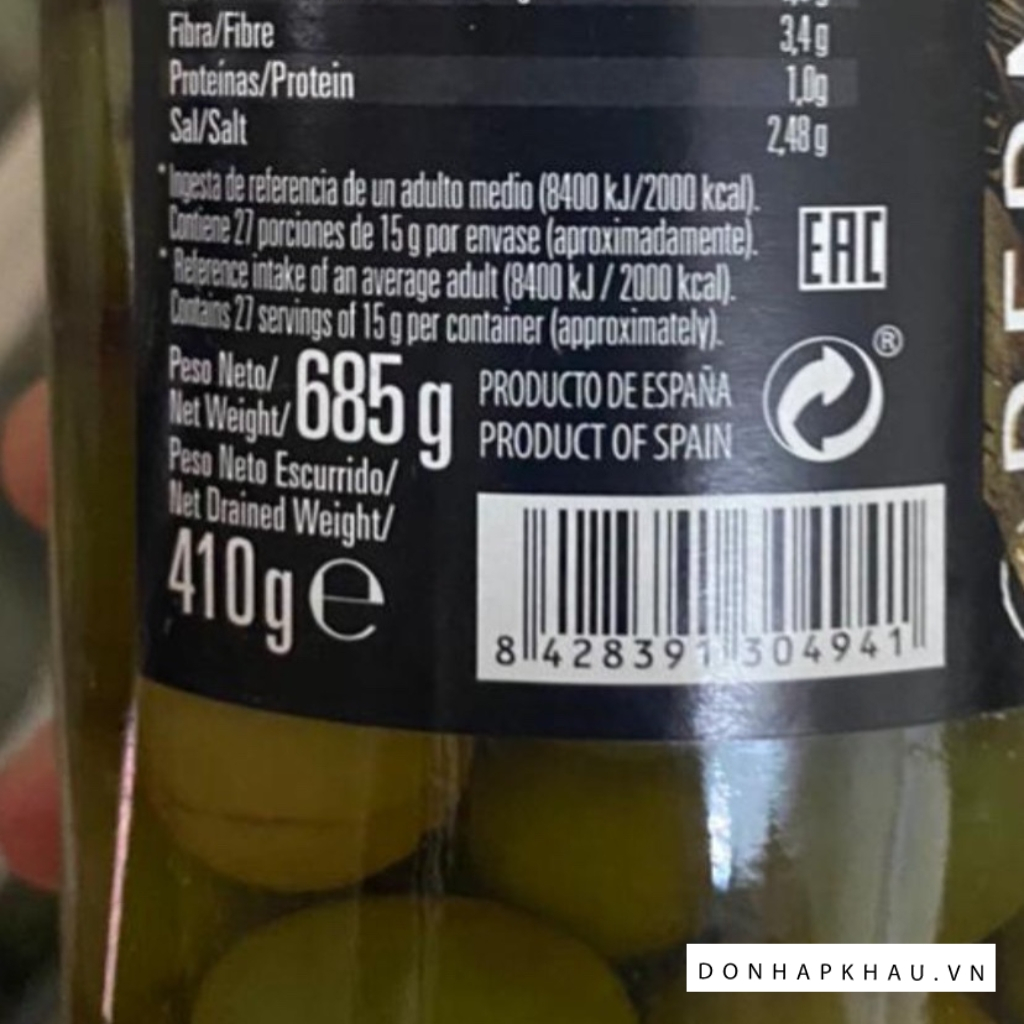 Fibra/Fibre 3,4 g
Proteínas/Protein 1,0g
Sal/Salt 2,48 g
* Ingesta de referencia de un adulto medio (8400 kJ/2000 kcal).
Contiene 27 porciones de 15 g por envase (aproximadamente).
* Reference intake of an average adult (8400 kJ / 2000 kcal).
Contains 27 servings of 15 g per container (approximately).
EAC
Peso Neto/
Net Weight/ 685 g
Peso Neto Escurrido/
Net Drained Weight/
410g e
PRODUCTO DE ESPAÑA
PRODUCT OF SPAIN
®
8 428391 304941
DONHAPKHAU.VN